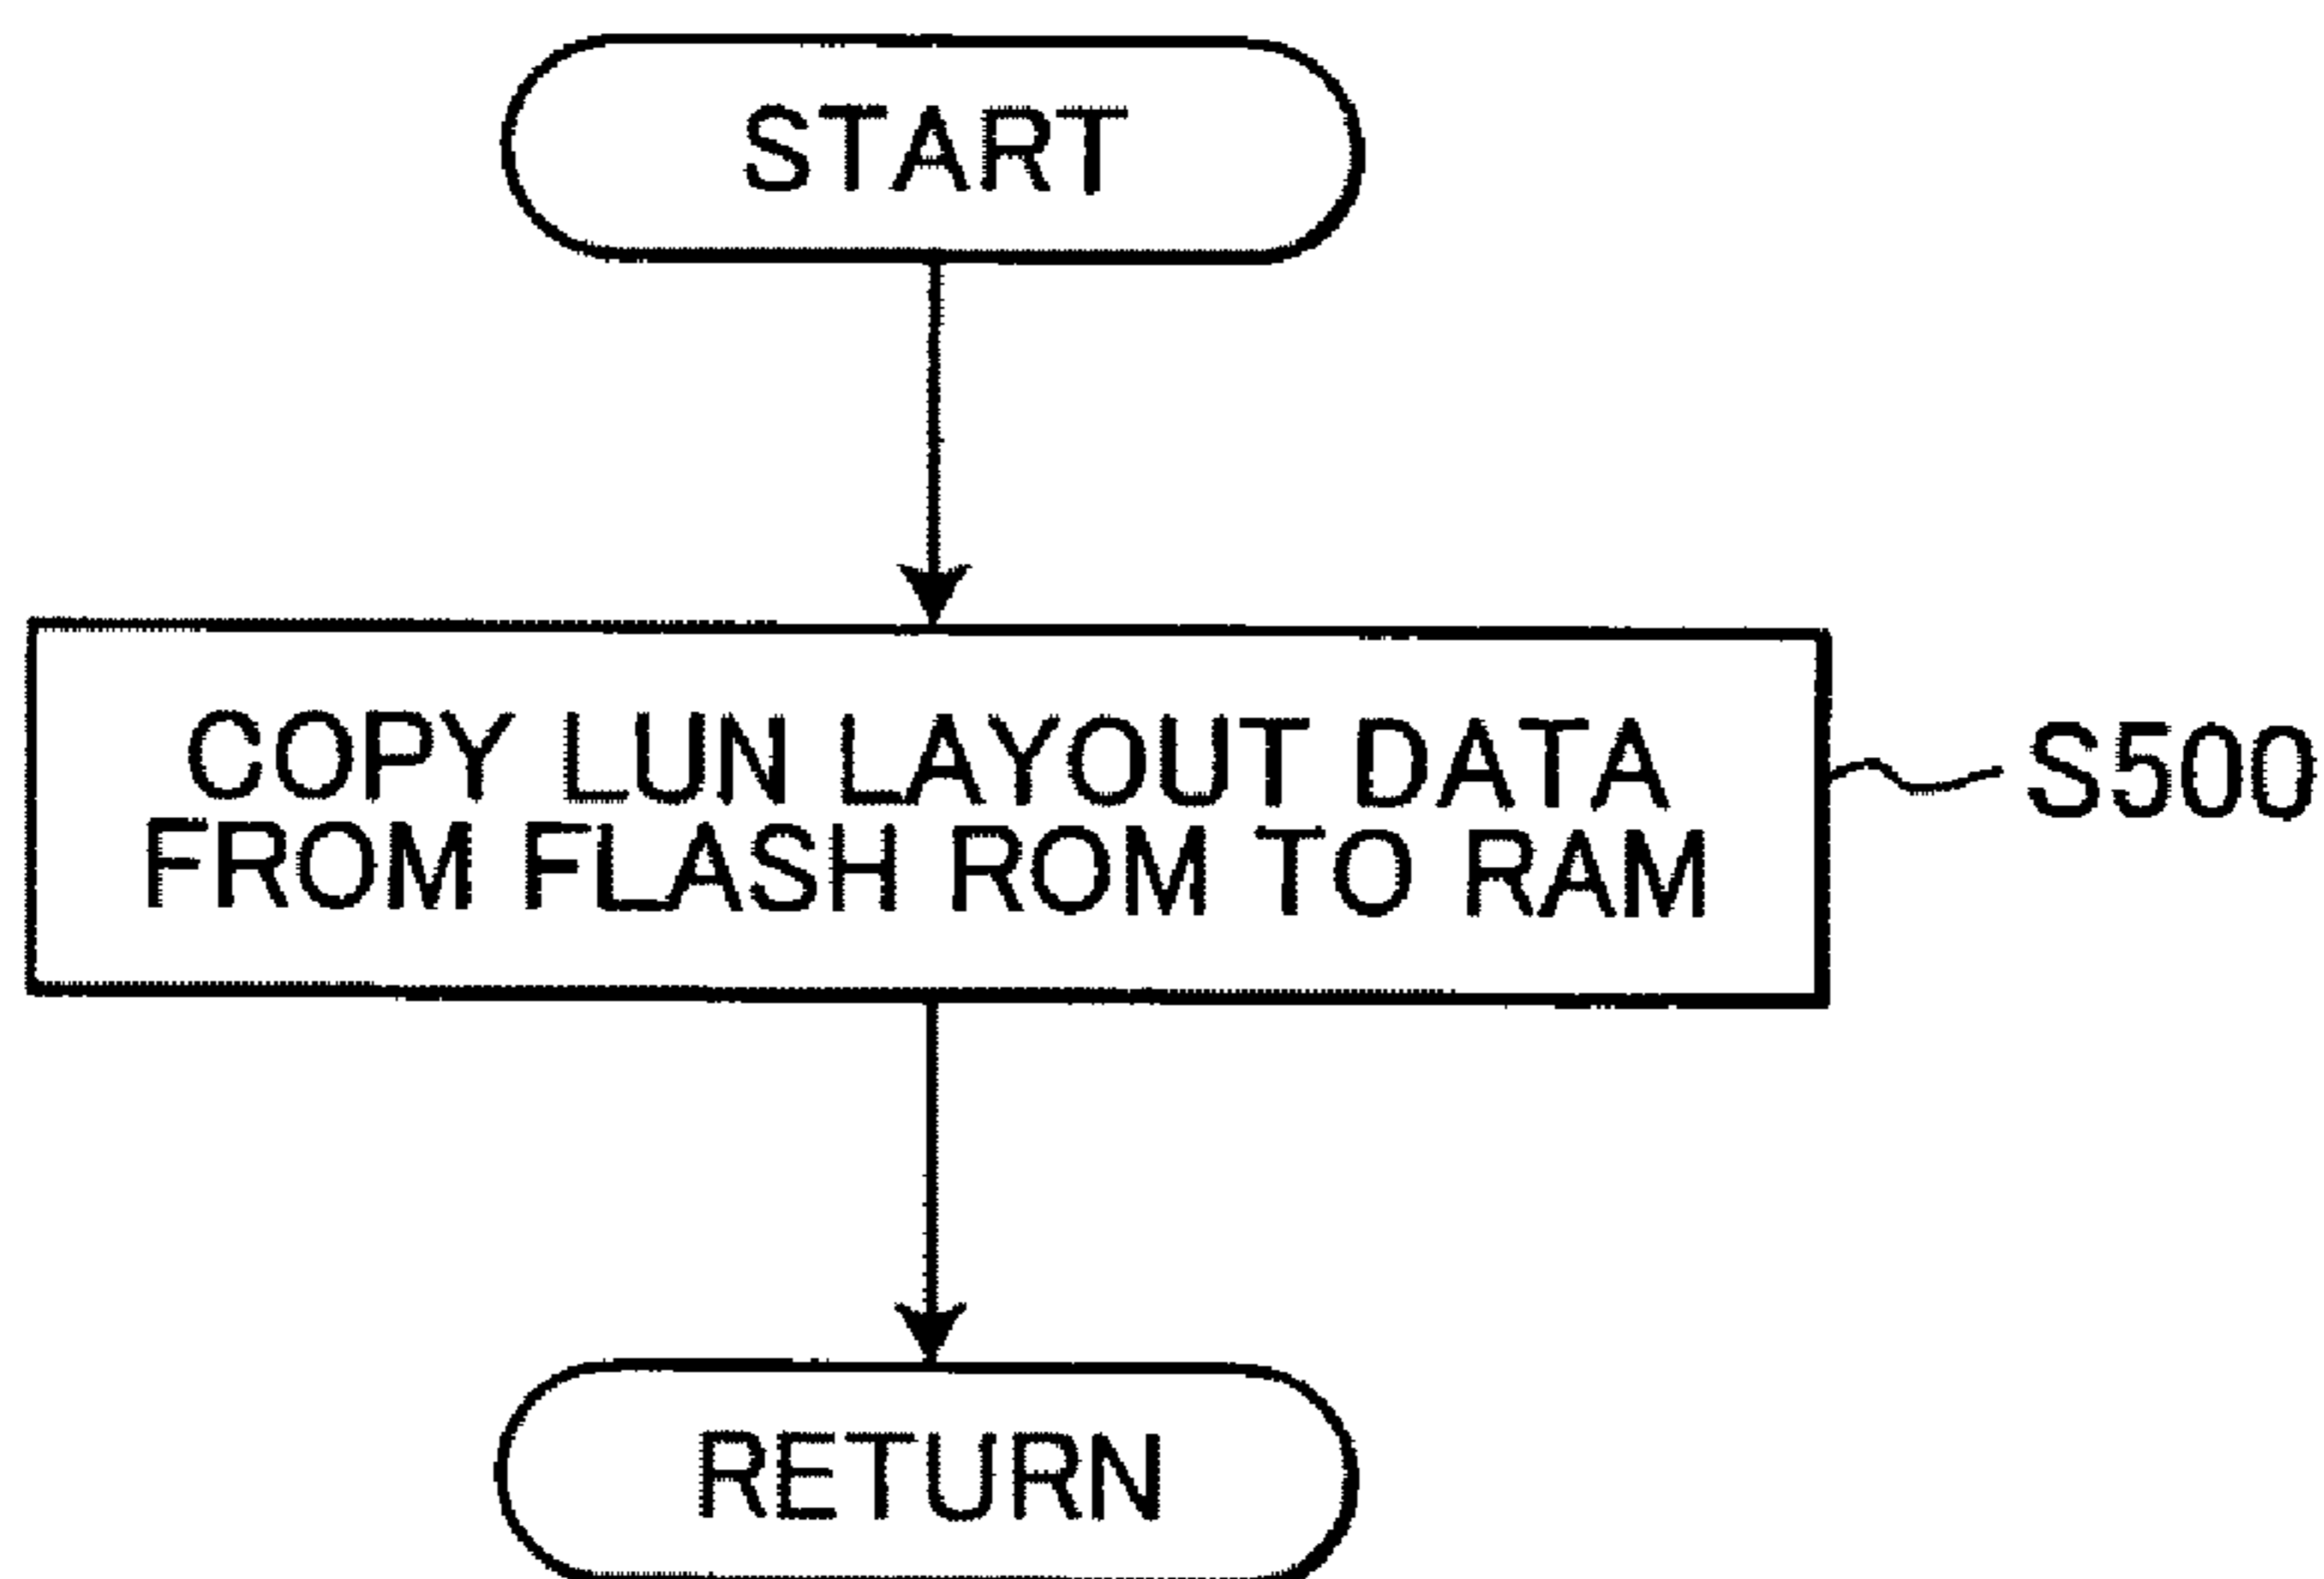 START
COPY LUN LAYOUT DATA
FROM FLASH ROM TO RAM
S500
RETURN